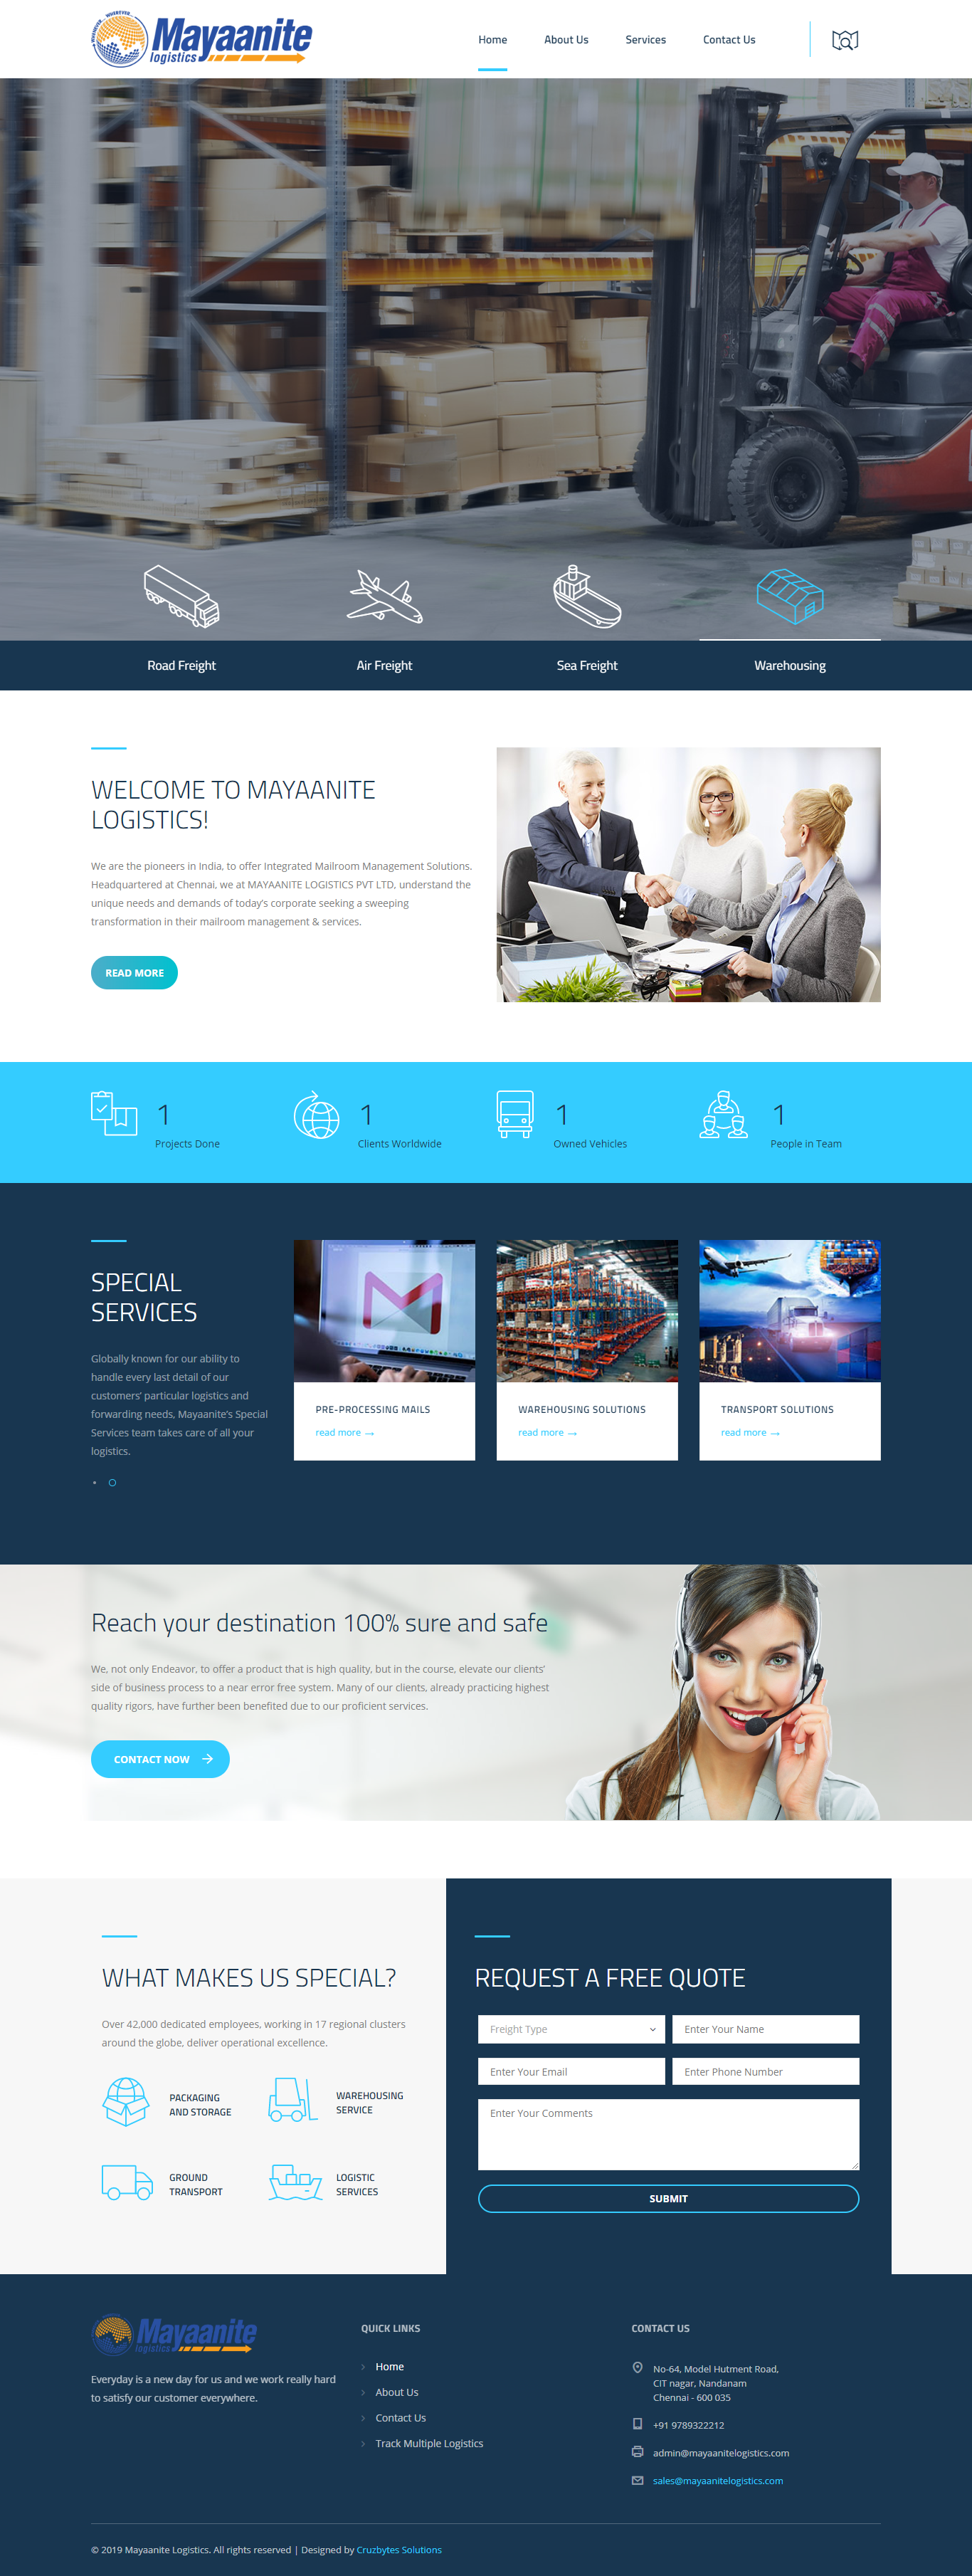 WHENEVER... WHEREVER...
Mayaanite
logistics
Home
About Us
Services
Contact Us
Road Freight
Air Freight
Sea Freight
Warehousing
WELCOME TO MAYAANITE
LOGISTICS!
We are the pioneers in India, to offer Integrated Mailroom Management Solutions.
Headquartered at Chennai, we at MAYAANITE LOGISTICS PVT LTD, understand the
unique needs and demands of today's corporate seeking a sweeping
transformation in their mailroom management & services.
READ MORE
1
Projects Done
1
Clients Worldwide
1
Owned Vehicles
1
People in Team
SPECIAL
SERVICES
Globally known for our ability to
handle every last detail of our
customers' particular logistics and
forwarding needs, Mayaanite's Special
Services team takes care of all your
logistics.
PRE-PROCESSING MAILS
read more →
WAREHOUSING SOLUTIONS
read more →
TRANSPORT SOLUTIONS
read more →
Reach your destination 100% sure and safe
We, not only Endeavor, to offer a product that is high quality, but in the course, elevate our clients'
side of business process to a near error free system. Many of our clients, already practicing highest
quality rigors, have further been benefited due to our proficient services.
CONTACT NOW →
WHAT MAKES US SPECIAL?
Over 42,000 dedicated employees, working in 17 regional clusters
around the globe, deliver operational excellence.
PACKAGING
AND STORAGE
WAREHOUSING
SERVICE
GROUND
TRANSPORT
LOGISTIC
SERVICES
REQUEST A FREE QUOTE
Freight Type
Enter Your Name
Enter Your Email
Enter Phone Number
Enter Your Comments
SUBMIT
Mayaanite
logistics
Everyday is a new day for us and we work really hard
to satisfy our customer everywhere.
QUICK LINKS
Home
About Us
Contact Us
Track Multiple Logistics
CONTACT US
No-64, Model Hutment Road,
CIT nagar, Nandanam
Chennai - 600 035
+91 9789322212
admin@mayaanitelogistics.com
sales@mayaanitelogistics.com
© 2019 Mayaanite Logistics. All rights reserved | Designed by Cruzbytes Solutions